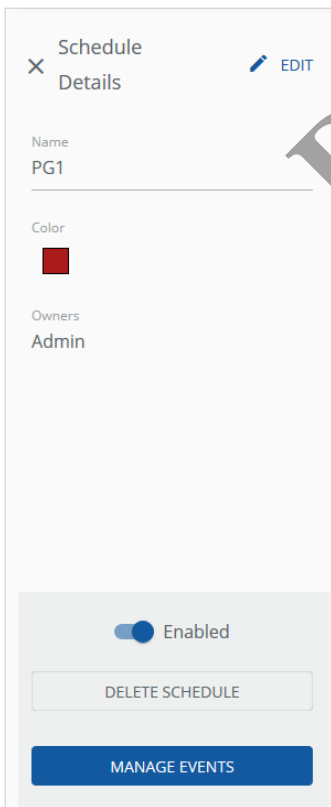 Schedule
Details
EDIT
Name
PG1
Color
Owners
Admin
Enabled
DELETE SCHEDULE
MANAGE EVENTS